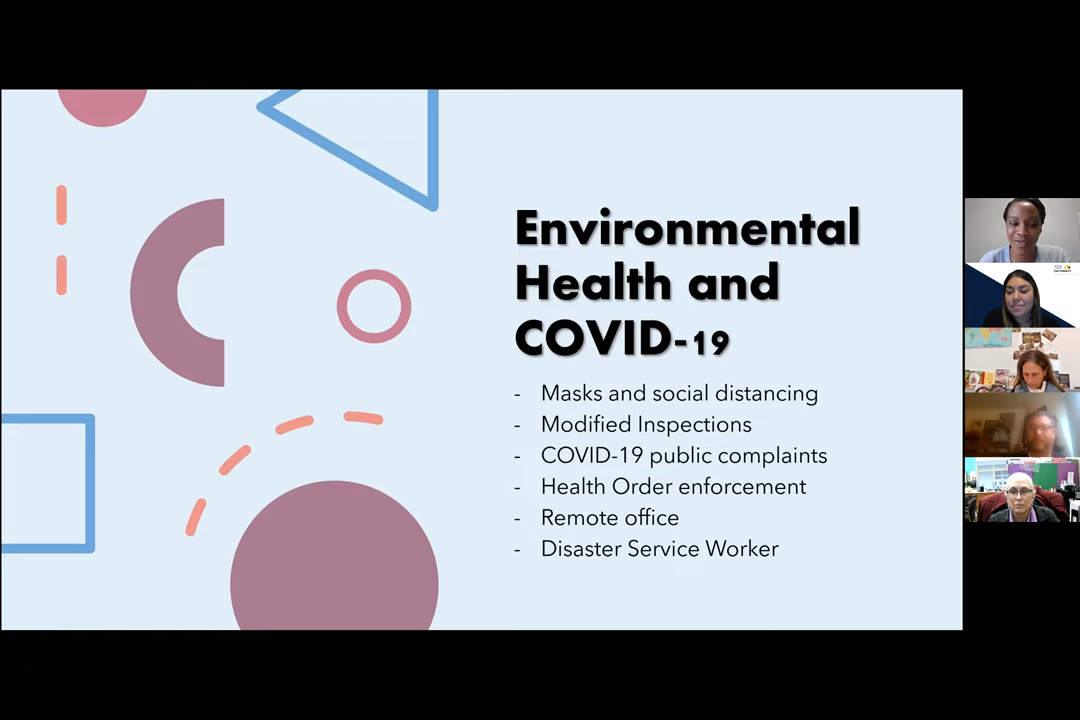 Environmental
Health and
COVID-19
- Masks and social distancing
- Modified Inspections
- COVID-19 public complaints
- Health Order enforcement
- Remote office
- Disaster Service Worker